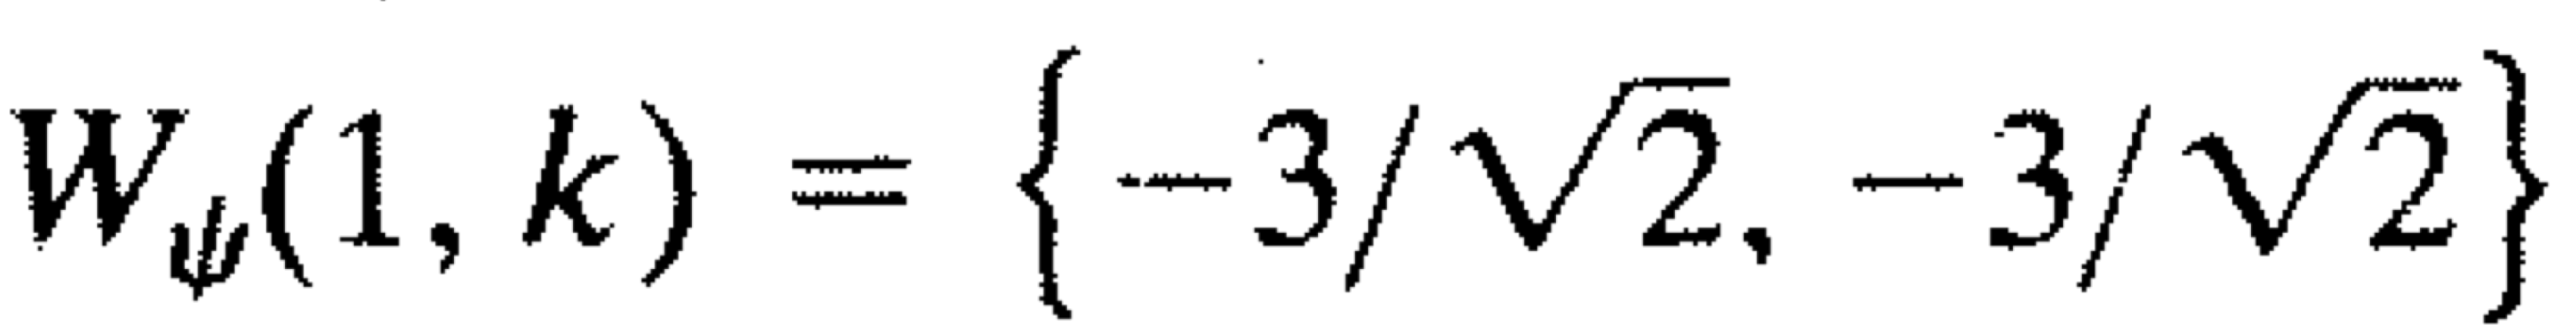 W_ψ(1, k) = {−3/√2, −3/√2}